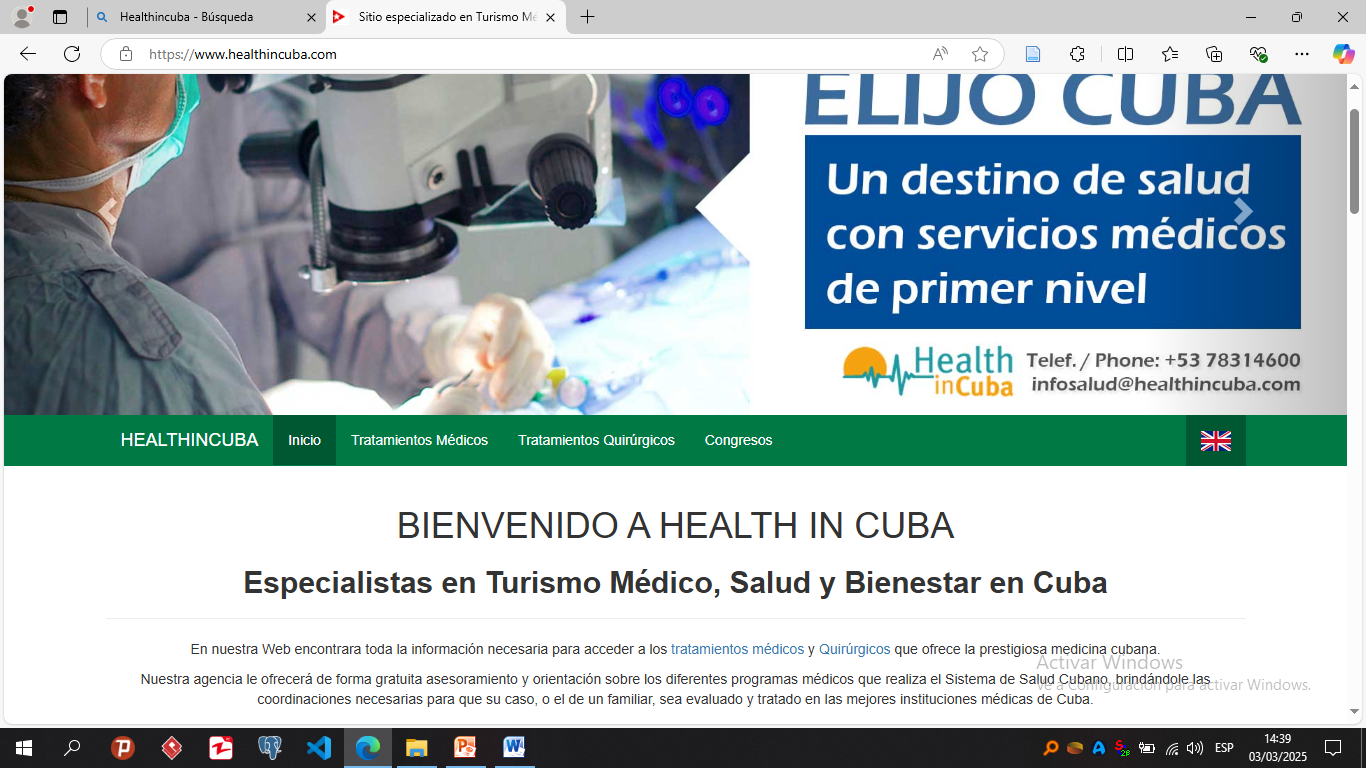 Healthincuba - Búsqueda
Sitio especializado en Turismo Mé
https://www.healthincuba.com
ELIJO CUBA
Un destino de salud
con servicios médicos
de primer nivel
Health
inCuba
Telef. / Phone: +53 78314600
infosalud@healthincuba.com
HEALTHINCUBA Inicio Tratamientos Médicos Tratamientos Quirúrgicos Congresos
BIENVENIDO A HEALTH IN CUBA
Especialistas en Turismo Médico, Salud y Bienestar en Cuba
En nuestra Web encontrara toda la información necesaria para acceder a los tratamientos médicos y Quirúrgicos que ofrece la prestigiosa medicina cubana.
Nuestra agencia le ofrecerá de forma gratuita asesoramiento y orientación sobre los diferentes programas médicos que realiza el Sistema de Salud Cubano, brindándole las
coordinaciones necesarias para que su caso, o el de un familiar, sea evaluado y tratado en las mejores instituciones médicas de Cuba.
Activar Windows
Ve a Configuración para activar Windows.
ESP
14:39
03/03/2025